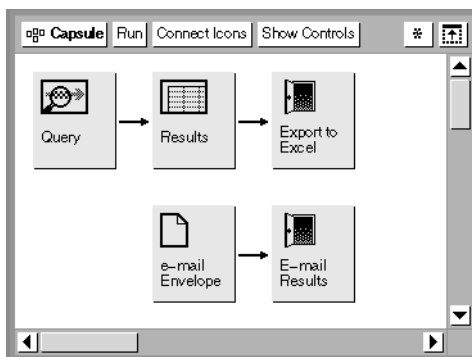 Capsule Run Connect Icons Show Controls *
Query
Results
Export to
Excel
e-mail
Envelope
E-mail
Results